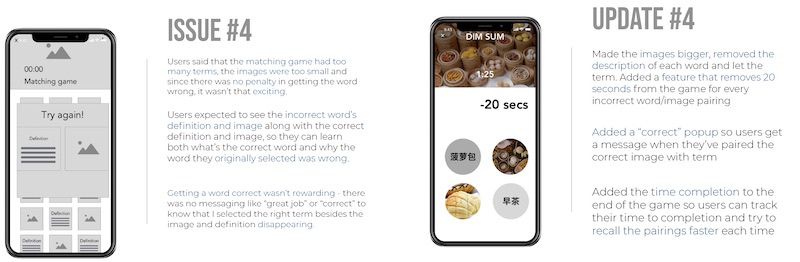 ISSUE #4
Users said that the matching game had too
many terms, the images were too small and
since there was no penalty in getting the word
wrong, it wasn't that exciting.
Users expected to see the incorrect word's
definition and image along with the correct
definition and image, so they can learn
both what's the correct word and why the
word they originally selected was wrong.
Getting a word correct wasn't rewarding - there
was no messaging like "great job" or "correct" to
know that I selected the right term besides the
image and definition disappearing.
00:00
Matching game
Try again!
Definition
Definition
Definition
Definition
UPDATE #4
Made the images bigger, removed the
description of each word and let the
term. Added a feature that removes 20
seconds from the game for every
incorrect word/image pairing
Added a "correct" popup so users get
a message when they've paired the
correct image with term
Added the time completion to the
end of the game so users can track
their time to completion and try to
recall the pairings faster each time
DIM SUM
1:25
-20 secs
菠萝包
早茶